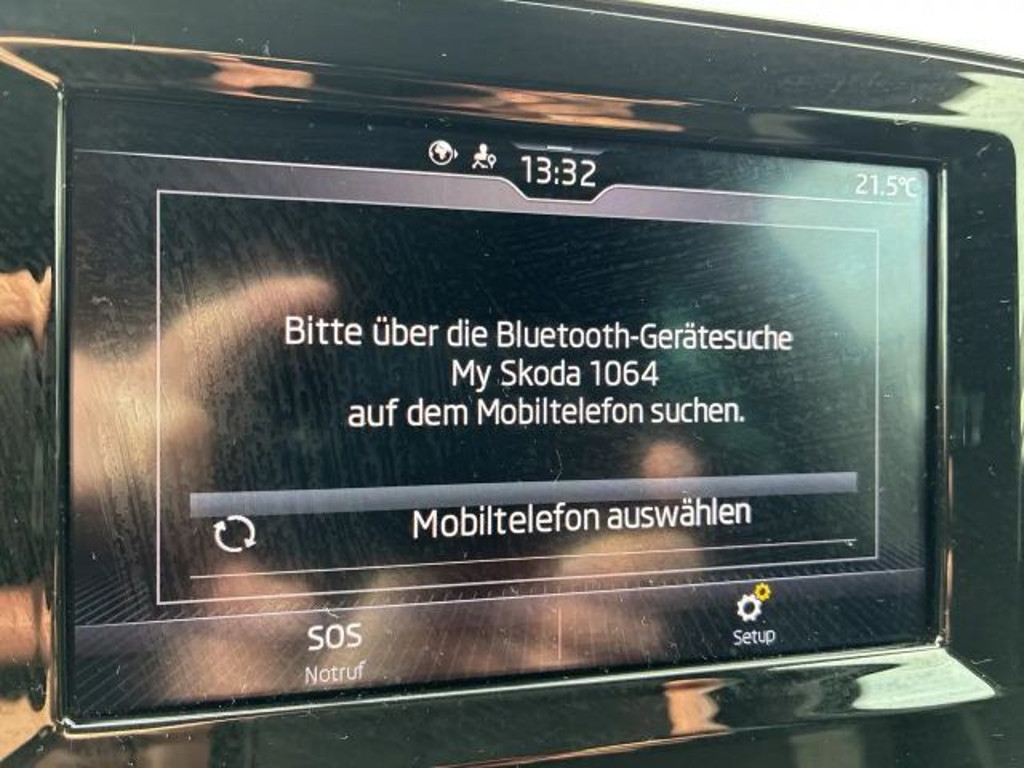 13:32
21.5°C
Bitte über die Bluetooth-Gerätesuche
My Skoda 1064
auf dem Mobiltelefon suchen.
Mobiltelefon auswählen
SOS
Notruf
Setup